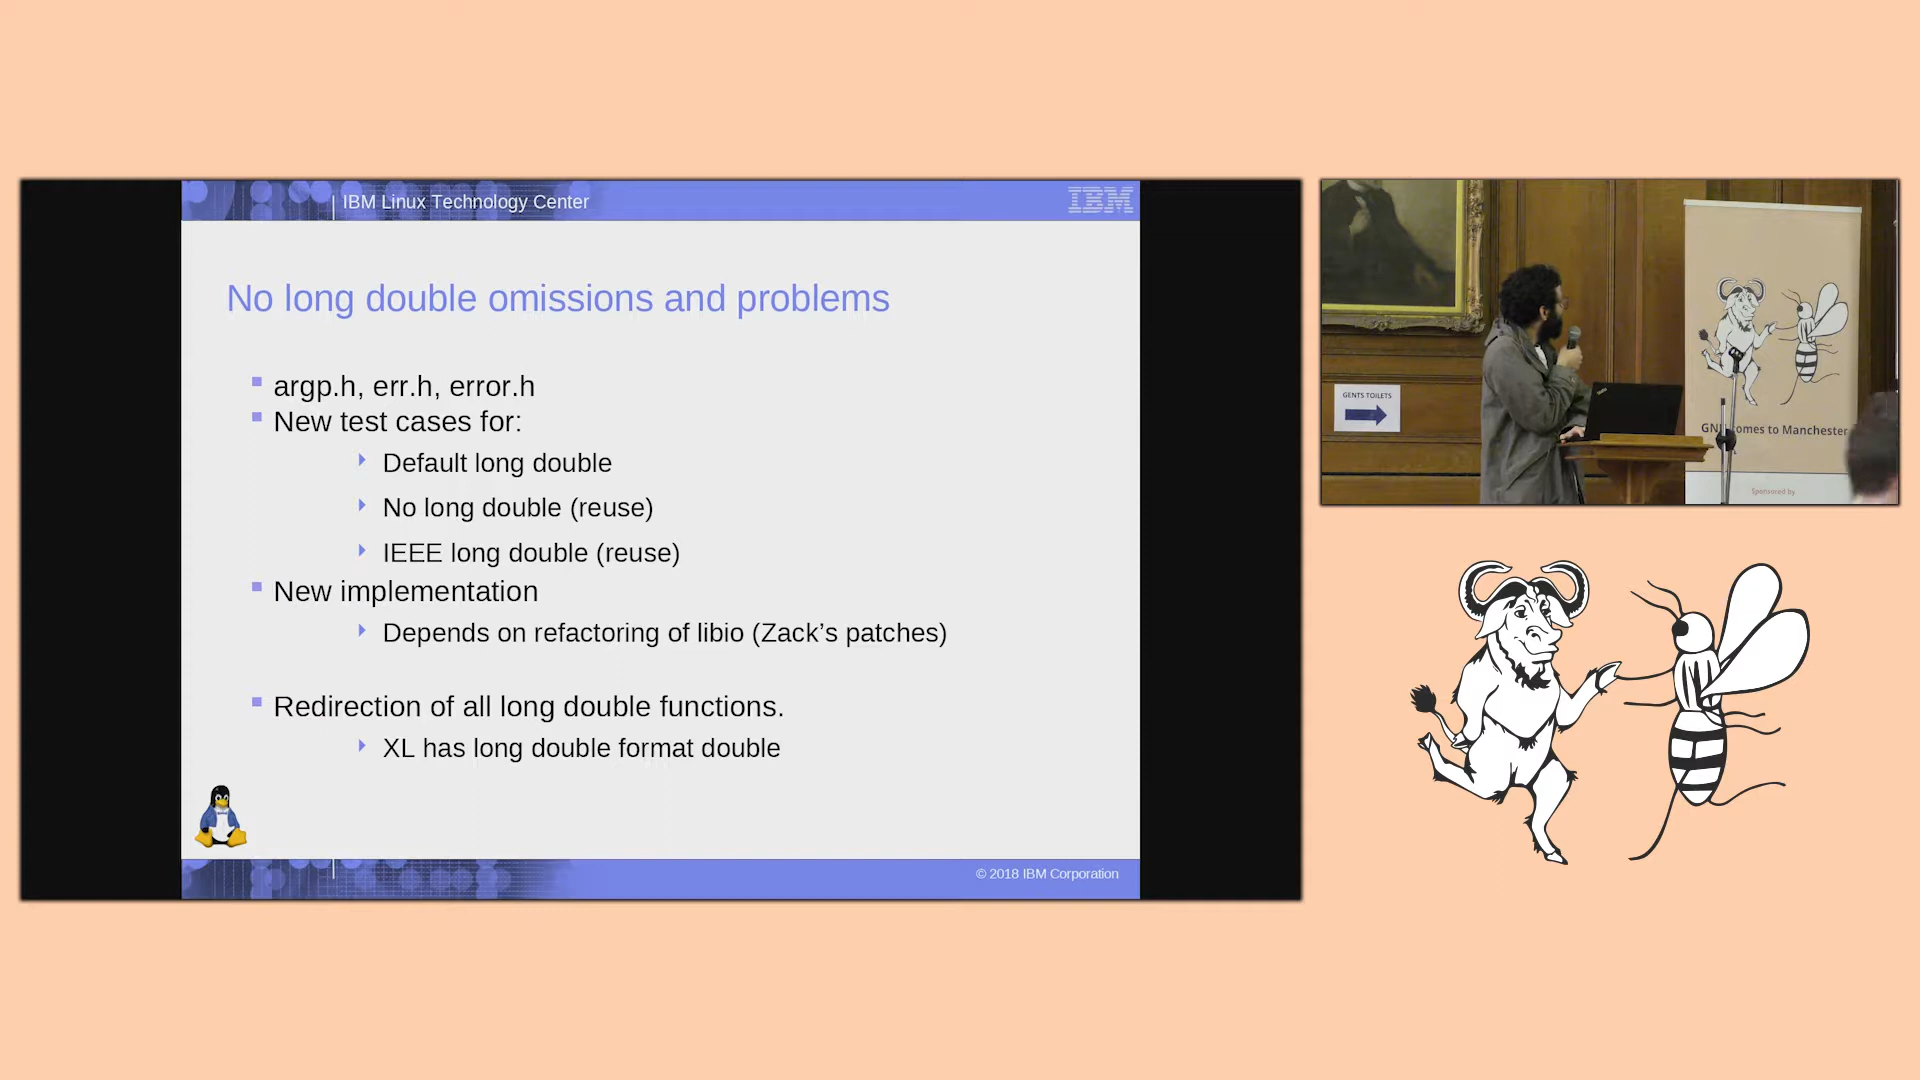 IBM Linux Technology Center
IBM
No long double omissions and problems
argp.h, err.h, error.h
New test cases for:
Default long double
No long double (reuse)
IEEE long double (reuse)
New implementation
Depends on refactoring of libio (Zack’s patches)
Redirection of all long double functions.
XL has long double format double
© 2018 IBM Corporation
GENTS TOILETS
comes to Manchester
Sponsored by